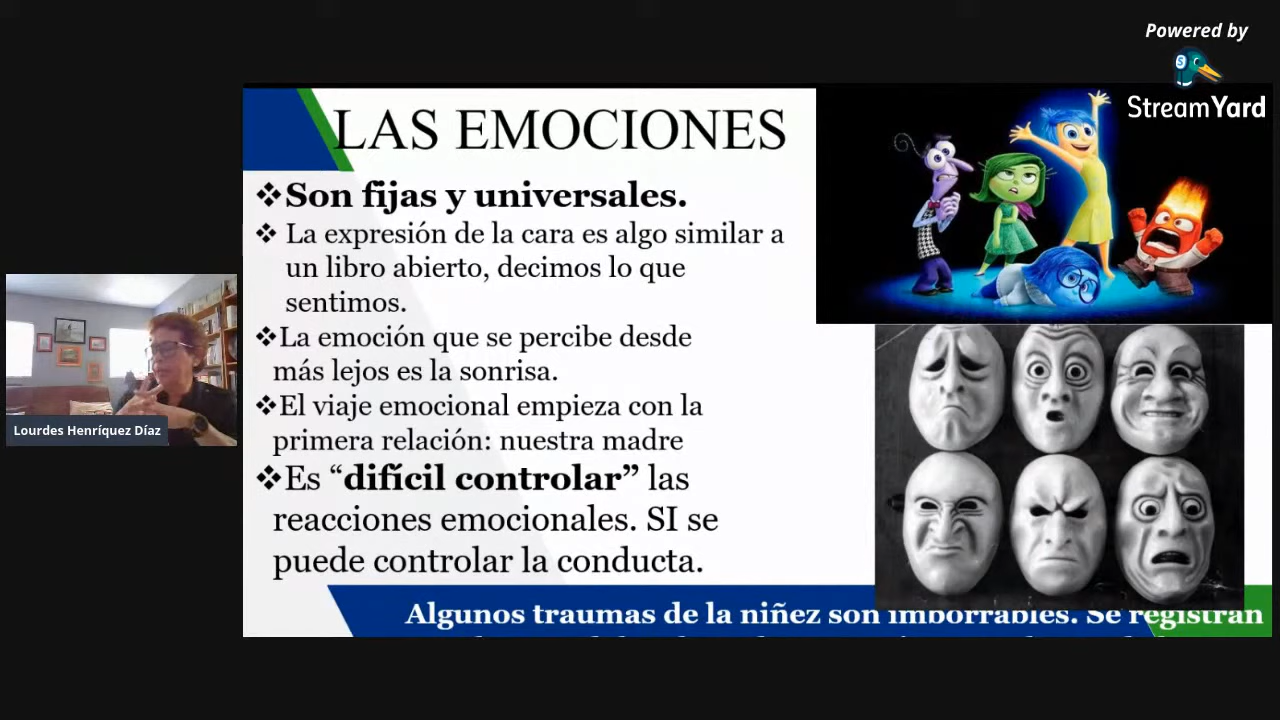 Powered by
StreamYard
LAS EMOCIONES
❖Son fijas y universales.
❖ La expresión de la cara es algo similar a
un libro abierto, decimos lo que
sentimos.
❖La emoción que se percibe desde
más lejos es la sonrisa.
❖El viaje emocional empieza con la
primera relación: nuestra madre
❖Es “difícil controlar” las
reacciones emocionales. SI se
puede controlar la conducta.
Algunos traumas de la niñez son imborrables. Se registran
Lourdes Henríquez Díaz